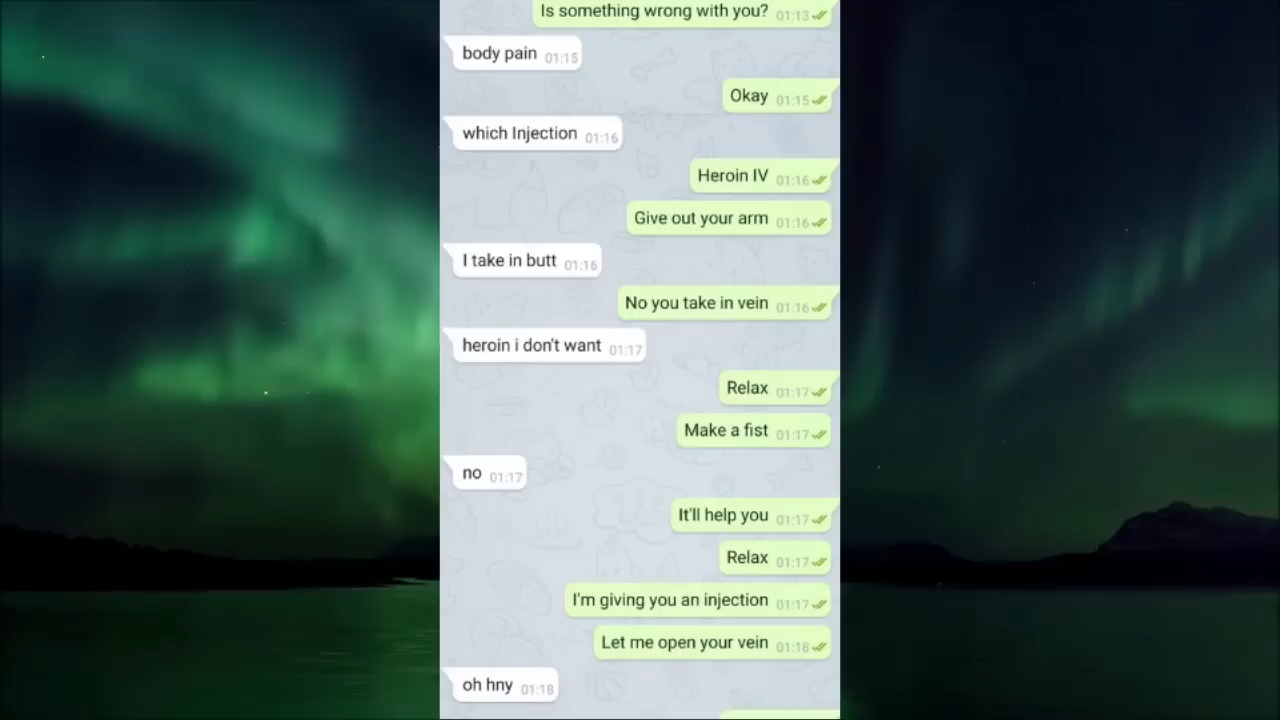 Is something wrong with you? 01:13
body pain 01:15
Okay 01:15
which Injection 01:16
Heroin IV 01:16
Give out your arm 01:16
I take in butt 01:16
No you take in vein 01:16
heroin i don't want 01:17
Relax 01:17
Make a fist 01:17
no 01:17
It'll help you 01:17
Relax 01:17
I'm giving you an injection 01:17
Let me open your vein 01:18
oh hny 01:18